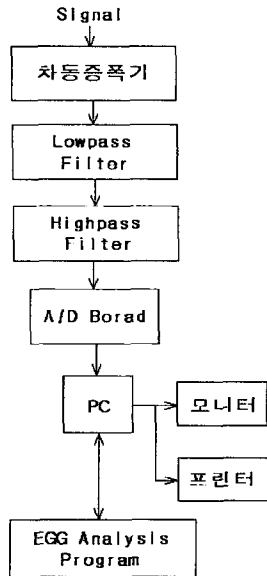 Signal
차동증폭기
Lowpass
Filter
Highpass
Filter
A/D Borad
PC
모니터
프린터
EGG Analysis
Program